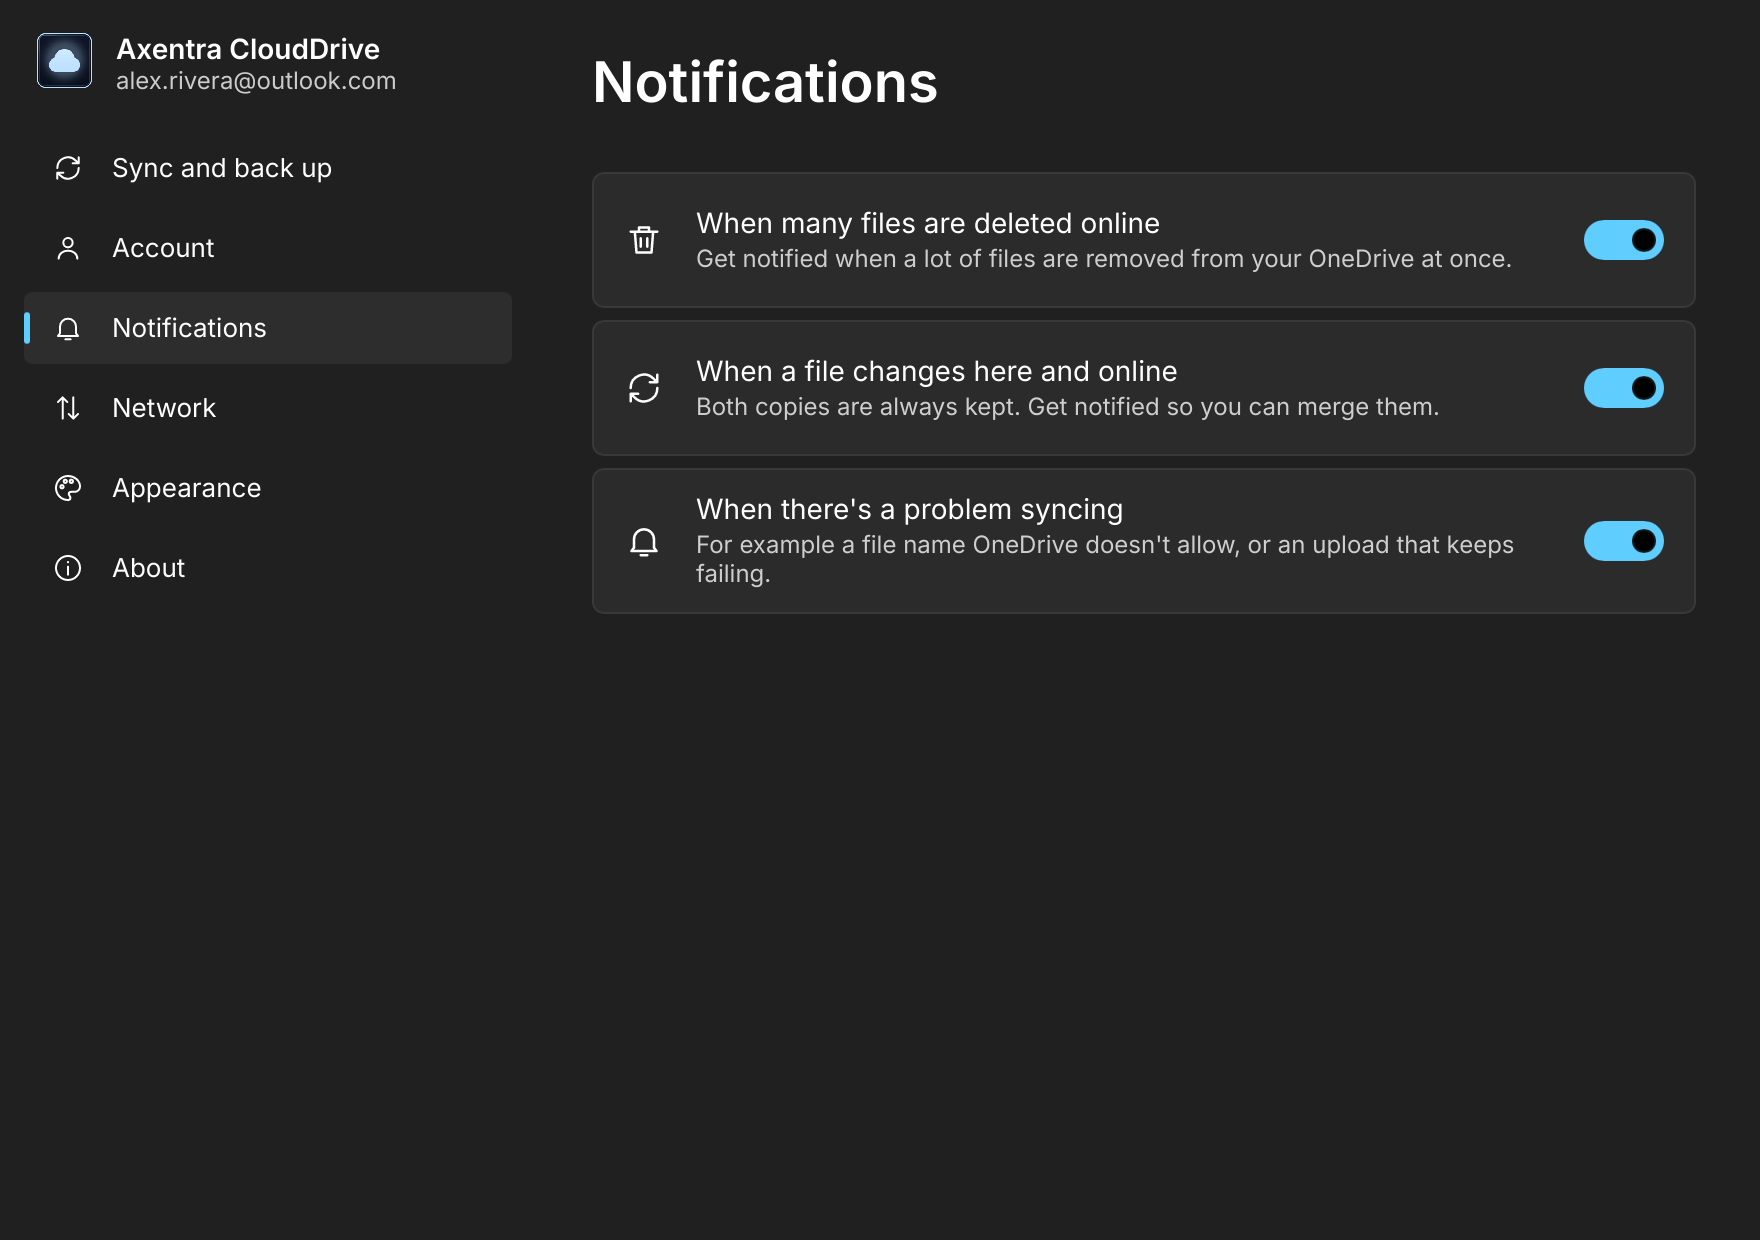 Axentra CloudDrive
alex.rivera@outlook.com
Sync and back up
Account
Notifications
Network
Appearance
About
Notifications
When many files are deleted online
Get notified when a lot of files are removed from your OneDrive at once.
When a file changes here and online
Both copies are always kept. Get notified so you can merge them.
When there's a problem syncing
For example a file name OneDrive doesn't allow, or an upload that keeps
failing.